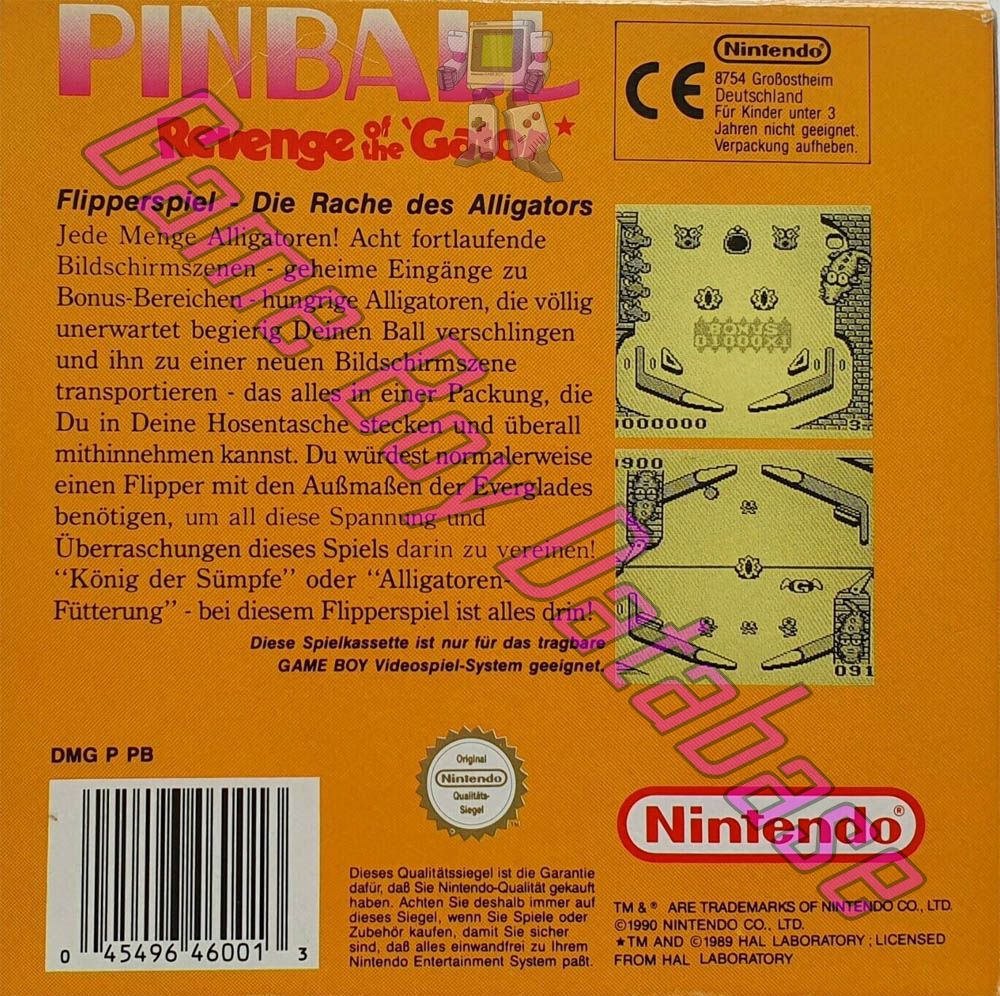 PINBALL
Revenge of the 'Gator*
Nintendo
CE
8754 Großostheim
Deutschland
Für Kinder unter 3
Jahren nicht geeignet.
Verpackung aufheben.
Flipperspiel - Die Rache des Alligators
Jede Menge Alligatoren! Acht fortlaufende
Bildschirmszenen - geheime Eingänge zu
Bonus-Bereichen - hungrige Alligatoren, die völlig
unerwartet begierig Deinen Ball verschlingen
und ihn zu einer neuen Bildschirmszene
transportieren - das alles in einer Packung, die
Du in Deine Hosentasche stecken und überall
mithinnehmen kannst. Du würdest normalerweise
einen Flipper mit den Außmaßen der Everglades
benötigen, um all diese Spannung und
Überraschungen dieses Spiels darin zu vereinen!
"König der Sümpfe" oder "Alligatoren-
Fütterung" - bei diesem Flipperspiel ist alles drin!
Diese Spielkassette ist nur für das tragbare
GAME BOY Videospiel-System geeignet.
BONUS
0000000 3
1900
G
091
Game Boy Database
DMG P PB
0 45496 46001 3
Original
Nintendo
Qualitäts-
Siegel
TM
Dieses Qualitätssiegel ist die Garantie
dafür, daß Sie Nintendo-Qualität gekauft
haben. Achten Sie deshalb immer auf
dieses Siegel, wenn Sie Spiele oder
Zubehör kaufen, damit Sie sicher
sind, daß alles einwandfrei zu Ihrem
Nintendo Entertainment System paßt.
Nintendo®
TM & ® ARE TRADEMARKS OF NINTENDO CO., LTD.
©1990 NINTENDO CO., LTD.
★TM AND ©1989 HAL LABORATORY; LICENSED
FROM HAL LABORATORY